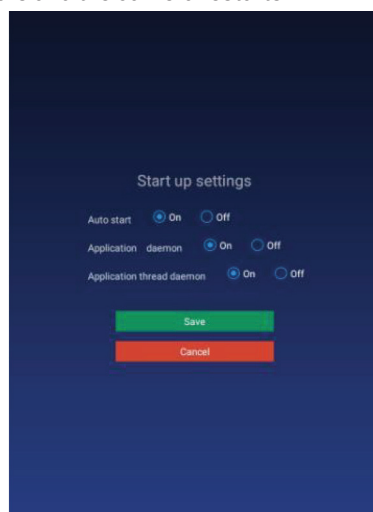 Start up settings
Auto start On Off
Application daemon On Off
Application thread daemon On Off
Save
Cancel